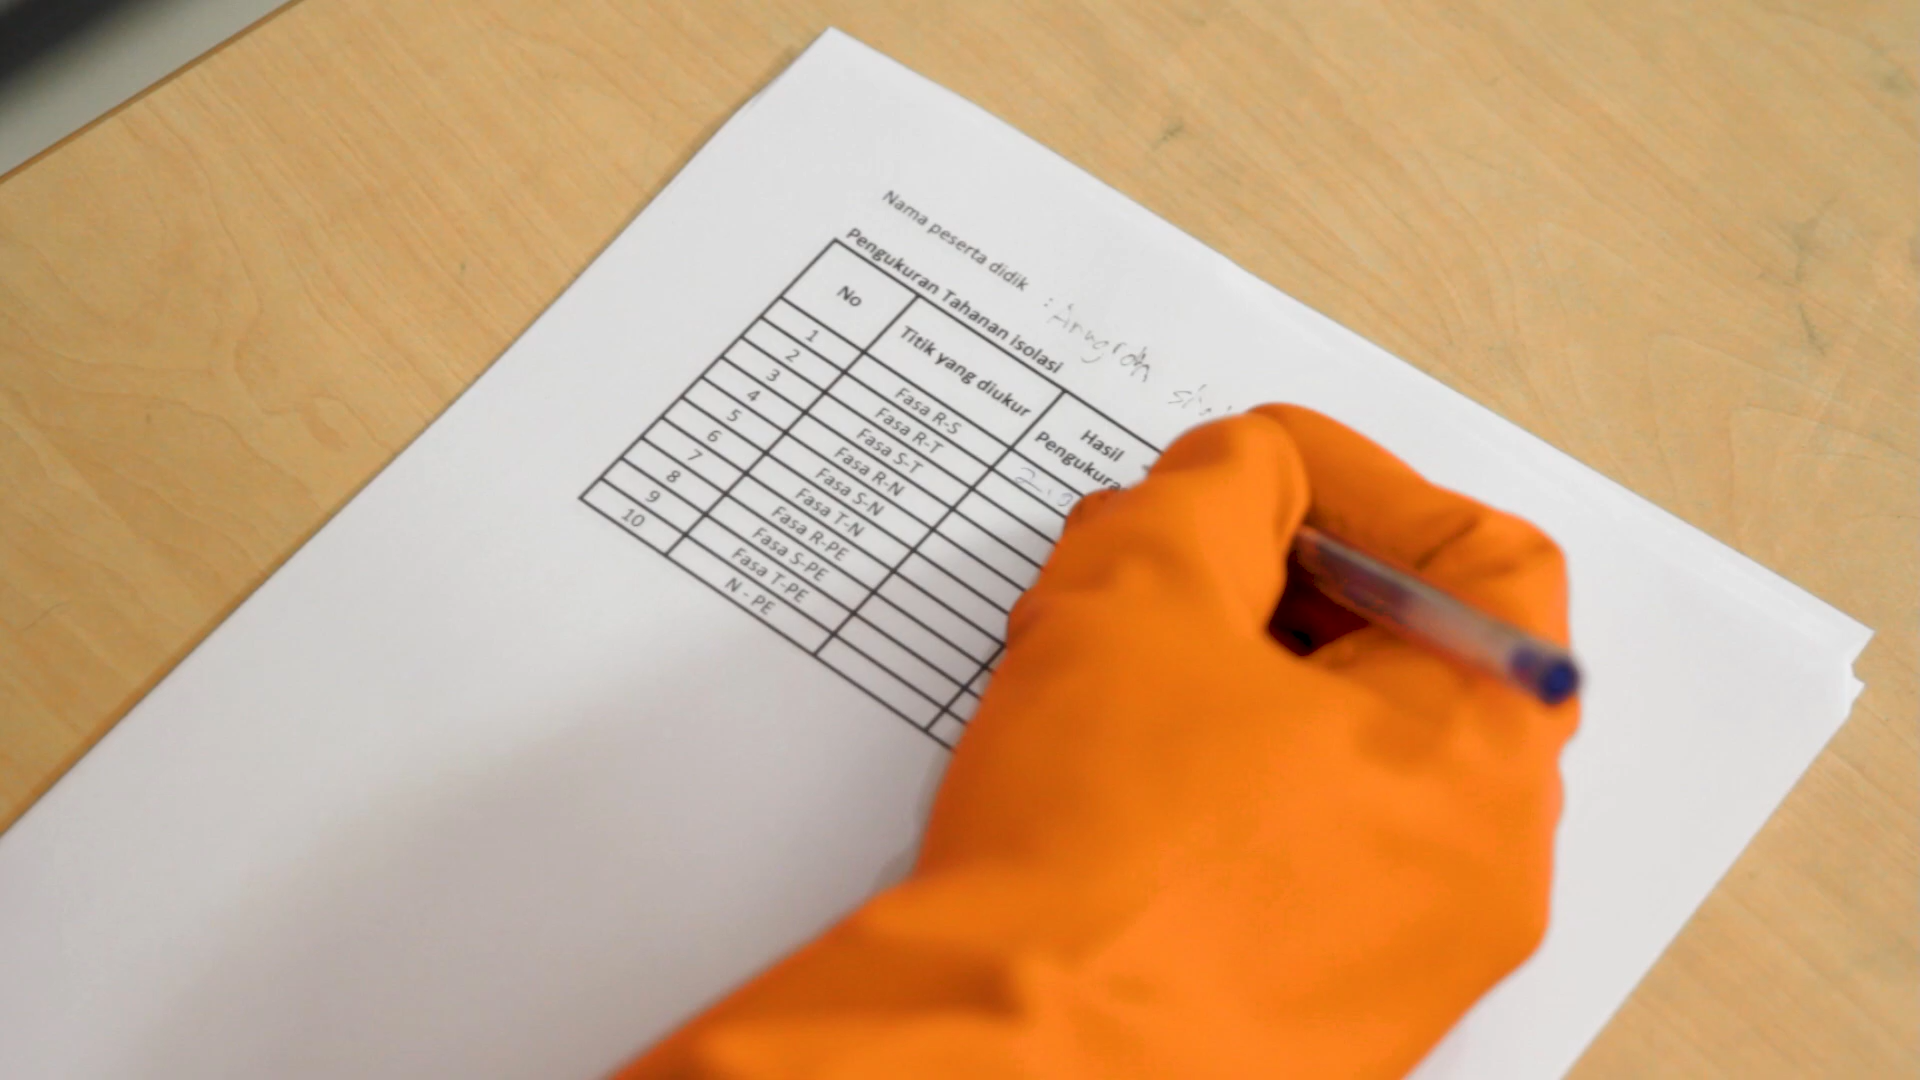 Nama peserta didik : Anugrah
Pengukuran Tahanan isolasi
No Titik yang diukur Hasil Pengukura
1 Fasa R-S
2 Fasa R-T
3 Fasa S-T
4 Fasa R-N
5 Fasa S-N
6 Fasa T-N
7 Fasa R-PE
8 Fasa S-PE
9 Fasa T-PE
10 N - PE